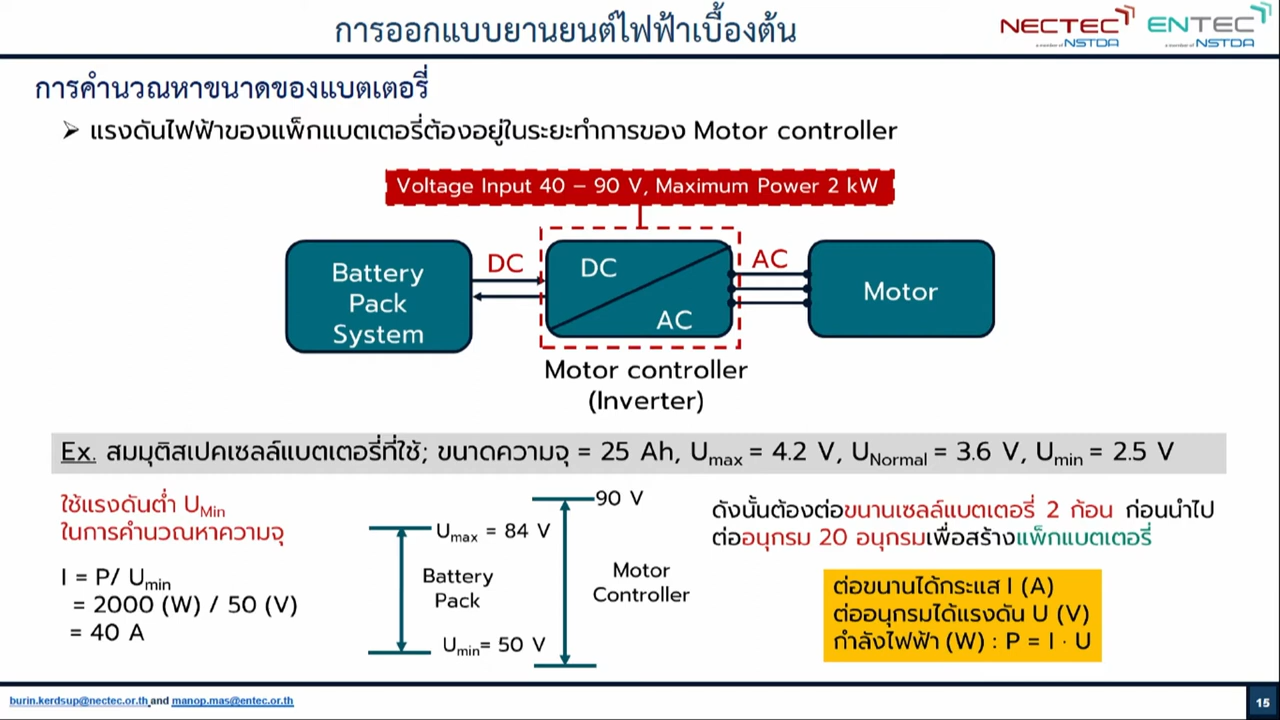 การออกแบบยานยนต์ไฟฟ้าเบื้องต้น
NECTEC
a member of NSTDA
ENTEC
a member of NSTDA
การคำนวณหาขนาดของแบตเตอรี่
➢ แรงดันไฟฟ้าของแพ็กแบตเตอรี่ต้องอยู่ในระยะทำการของ Motor controller
Voltage Input 40 – 90 V, Maximum Power 2 kW
Battery
Pack
System
DC
DC
AC
AC
Motor
Motor controller
(Inverter)
Ex. สมมุติสเปคเซลล์แบตเตอรี่ที่ใช้; ขนาดความจุ = 25 Ah, Umax = 4.2 V, UNormal = 3.6 V, Umin = 2.5 V
ใช้แรงดันต่ำ UMin
ในการคำนวณหาความจุ
I = P/ Umin
= 2000 (W) / 50 (V)
= 40 A
90 V
Umax = 84 V
Battery
Pack
Motor
Controller
Umin= 50 V
ดังนั้นต้องต่อขนานเซลล์แบตเตอรี่ 2 ก้อน ก่อนนำไป
ต่ออนุกรม 20 อนุกรมเพื่อสร้างแพ็กแบตเตอรี่
ต่อขนานได้กระแส I (A)
ต่ออนุกรมได้แรงดัน U (V)
กำลังไฟฟ้า (W) : P = I · U
burin.kerdsup@nectec.or.th and manop.mas@entec.or.th
15